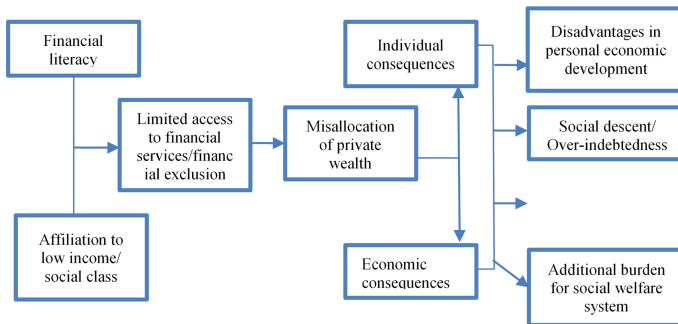 Financial
literacy
Affiliation to
low income/
social class
Limited access
to financial
services/financ
ial exclusion
Misallocation
of private
wealth
Individual
consequences
Economic
consequences
Disadvantages in
personal economic
development
Social descent/
Over-indebtedness
Additional burden
for social welfare
system